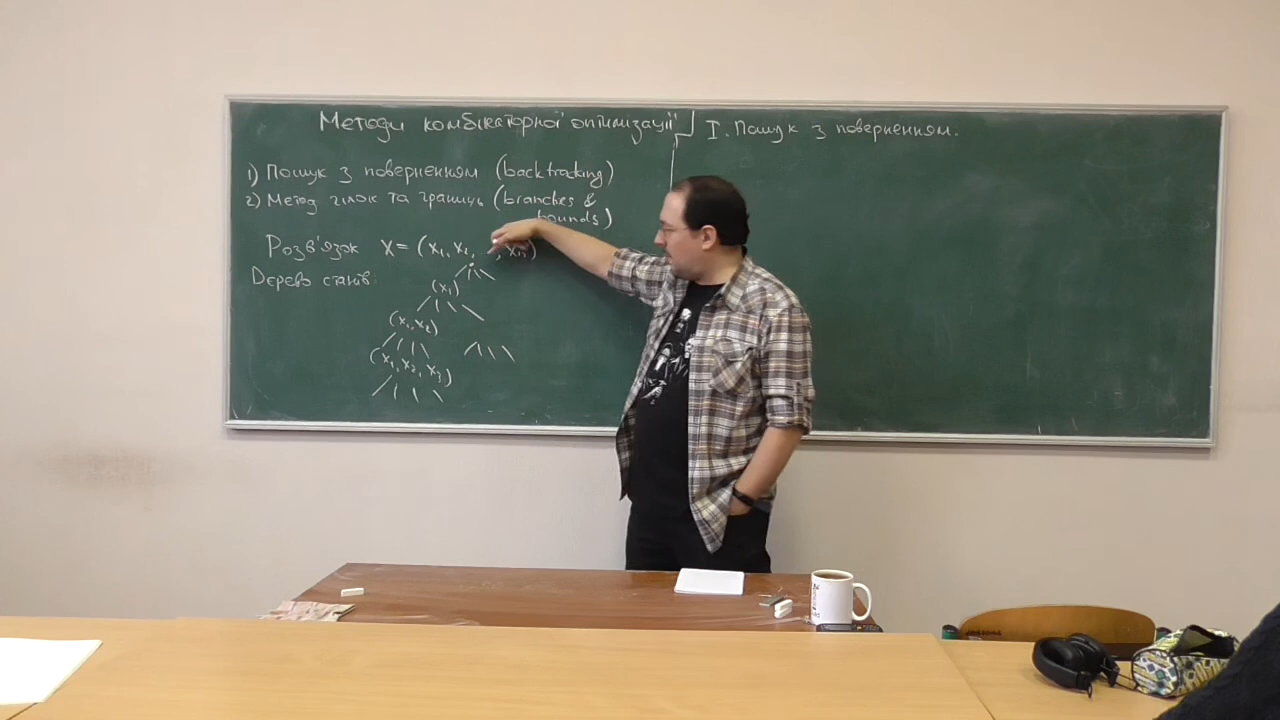 Методи комбінаторної оптимізації
1) Пошук з поверненням (backtracking)
2) Метод гілок та границь (branches &
bounds)
Розв'язок X = (x₁, x₂, , xₙ)
Дерево станів:
(x₁)
(x₁, x₂)
(x₁, x₂, x₃)
I. Пошук з поверненням.